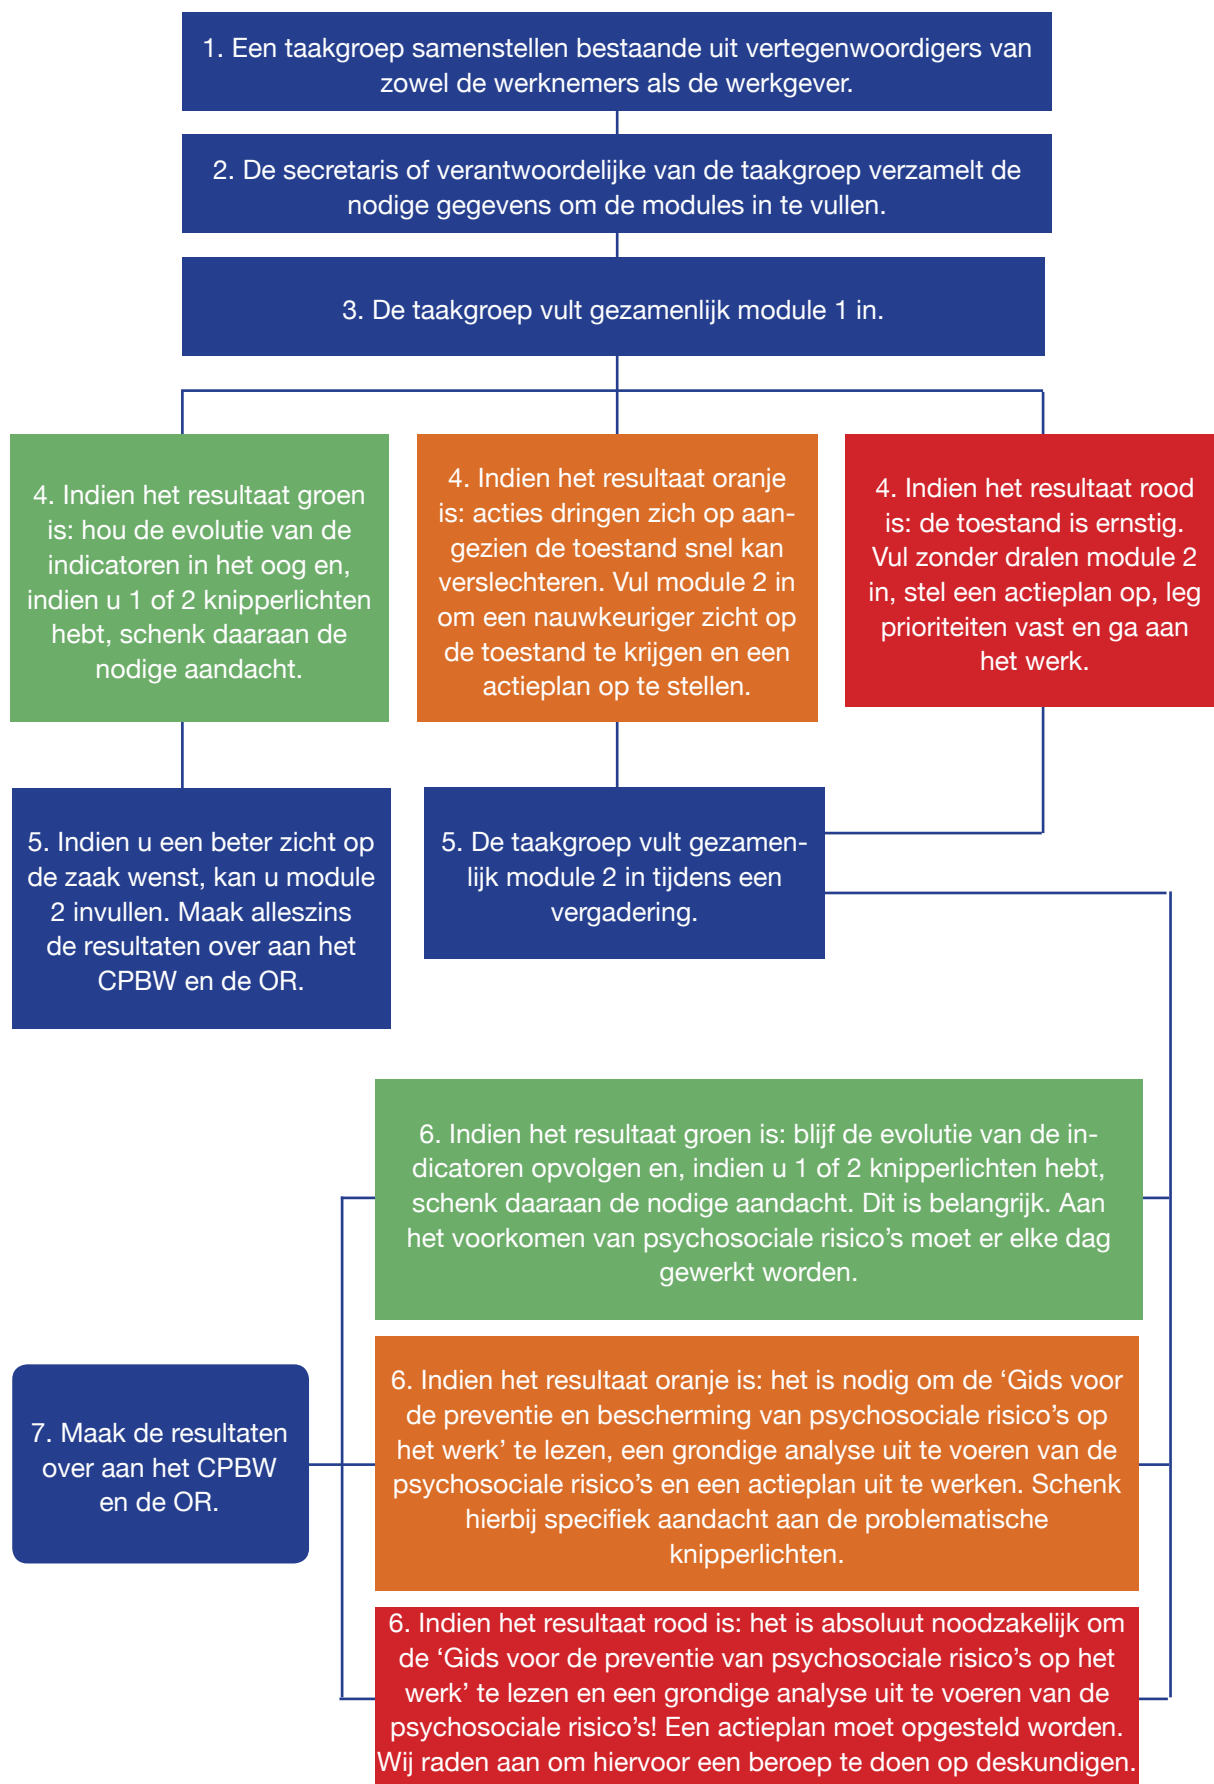 1. Een taakgroep samenstellen bestaande uit vertegenwoordigers van
zowel de werknemers als de werkgever.
2. De secretaris of verantwoordelijke van de taakgroep verzamelt de
nodige gegevens om de modules in te vullen.
3. De taakgroep vult gezamenlijk module 1 in.
4. Indien het resultaat groen
is: hou de evolutie van de
indicatoren in het oog en,
indien u 1 of 2 knipperlichten
hebt, schenk daaraan de
nodige aandacht.
4. Indien het resultaat oranje
is: acties dringen zich op aan-
gezien de toestand snel kan
verslechteren. Vul module 2 in
om een nauwkeuriger zicht op
de toestand te krijgen en een
actieplan op te stellen.
4. Indien het resultaat rood
is: de toestand is ernstig.
Vul zonder dralen module 2
in, stel een actieplan op, leg
prioriteiten vast en ga aan
het werk.
5. Indien u een beter zicht op
de zaak wenst, kan u module
2 invullen. Maak alleszins
de resultaten over aan het
CPBW en de OR.
5. De taakgroep vult gezamen-
lijk module 2 in tijdens een
vergadering.
6. Indien het resultaat groen is: blijf de evolutie van de in-
dicatoren opvolgen en, indien u 1 of 2 knipperlichten hebt,
schenk daaraan de nodige aandacht. Dit is belangrijk. Aan
het voorkomen van psychosociale risico’s moet er elke dag
gewerkt worden.
6. Indien het resultaat oranje is: het is nodig om de ‘Gids voor
de preventie en bescherming van psychosociale risico’s op
het werk’ te lezen, een grondige analyse uit te voeren van de
psychosociale risico’s en een actieplan uit te werken. Schenk
hierbij specifiek aandacht aan de problematische
knipperlichten.
6. Indien het resultaat rood is: het is absoluut noodzakelijk om
de ‘Gids voor de preventie van psychosociale risico’s op het
werk’ te lezen en een grondige analyse uit te voeren van de
psychosociale risico’s! Een actieplan moet opgesteld worden.
Wij raden aan om hiervoor een beroep te doen op deskundigen.
7. Maak de resultaten
over aan het CPBW
en de OR.